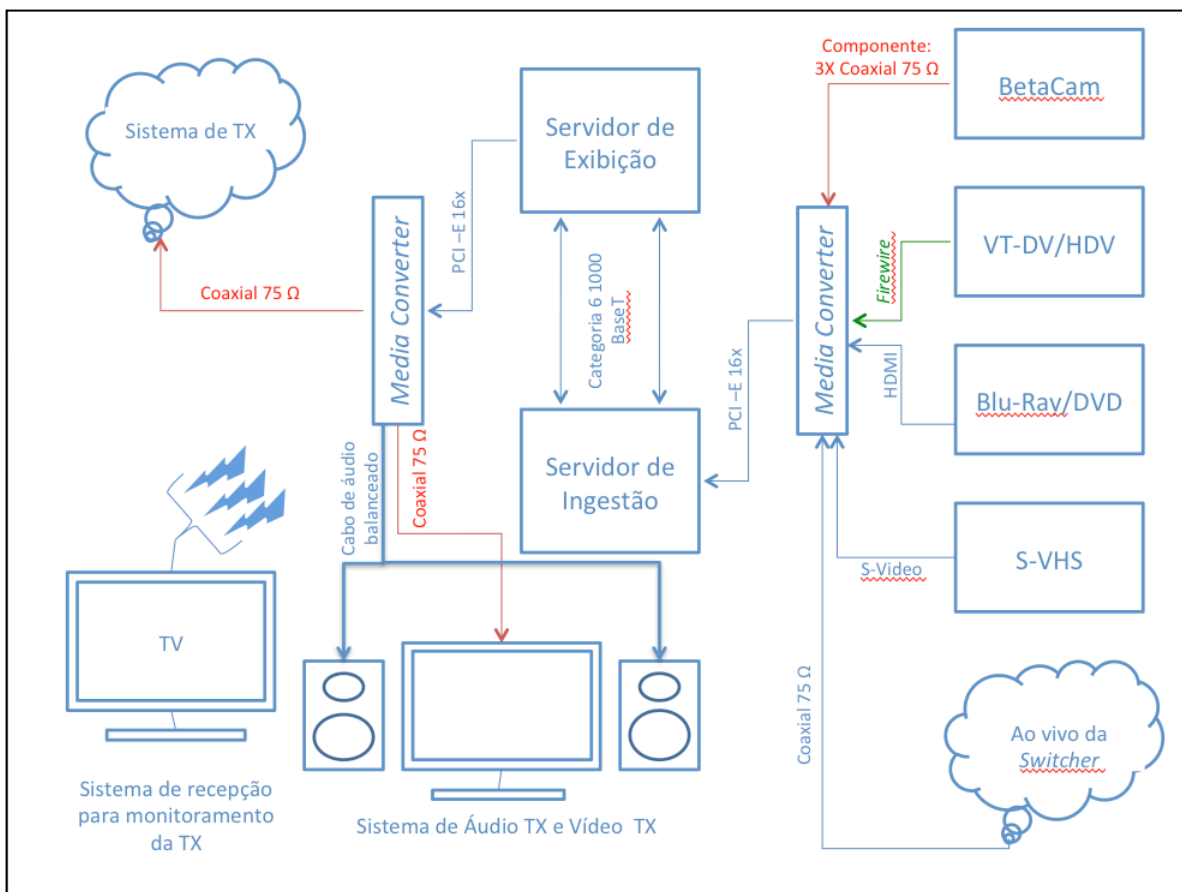 Sistema de TX
Coaxial 75 Ω
Media Converter
PCI –E 16x
Servidor de
Exibição
Categoria 6 1000
BaseT
Servidor de
Ingestão
PCI –E 16x
Media Converter
Componente:
3X Coaxial 75 Ω
BetaCam
Firewire
VT-DV/HDV
HDMI
Blu-Ray/DVD
S-Video
S-VHS
Coaxial 75 Ω
Ao vivo da
Switcher
Cabo de áudio
balanceado
Coaxial 75 Ω
TV
Sistema de recepção
para monitoramento
da TX
Sistema de Áudio TX e Vídeo TX